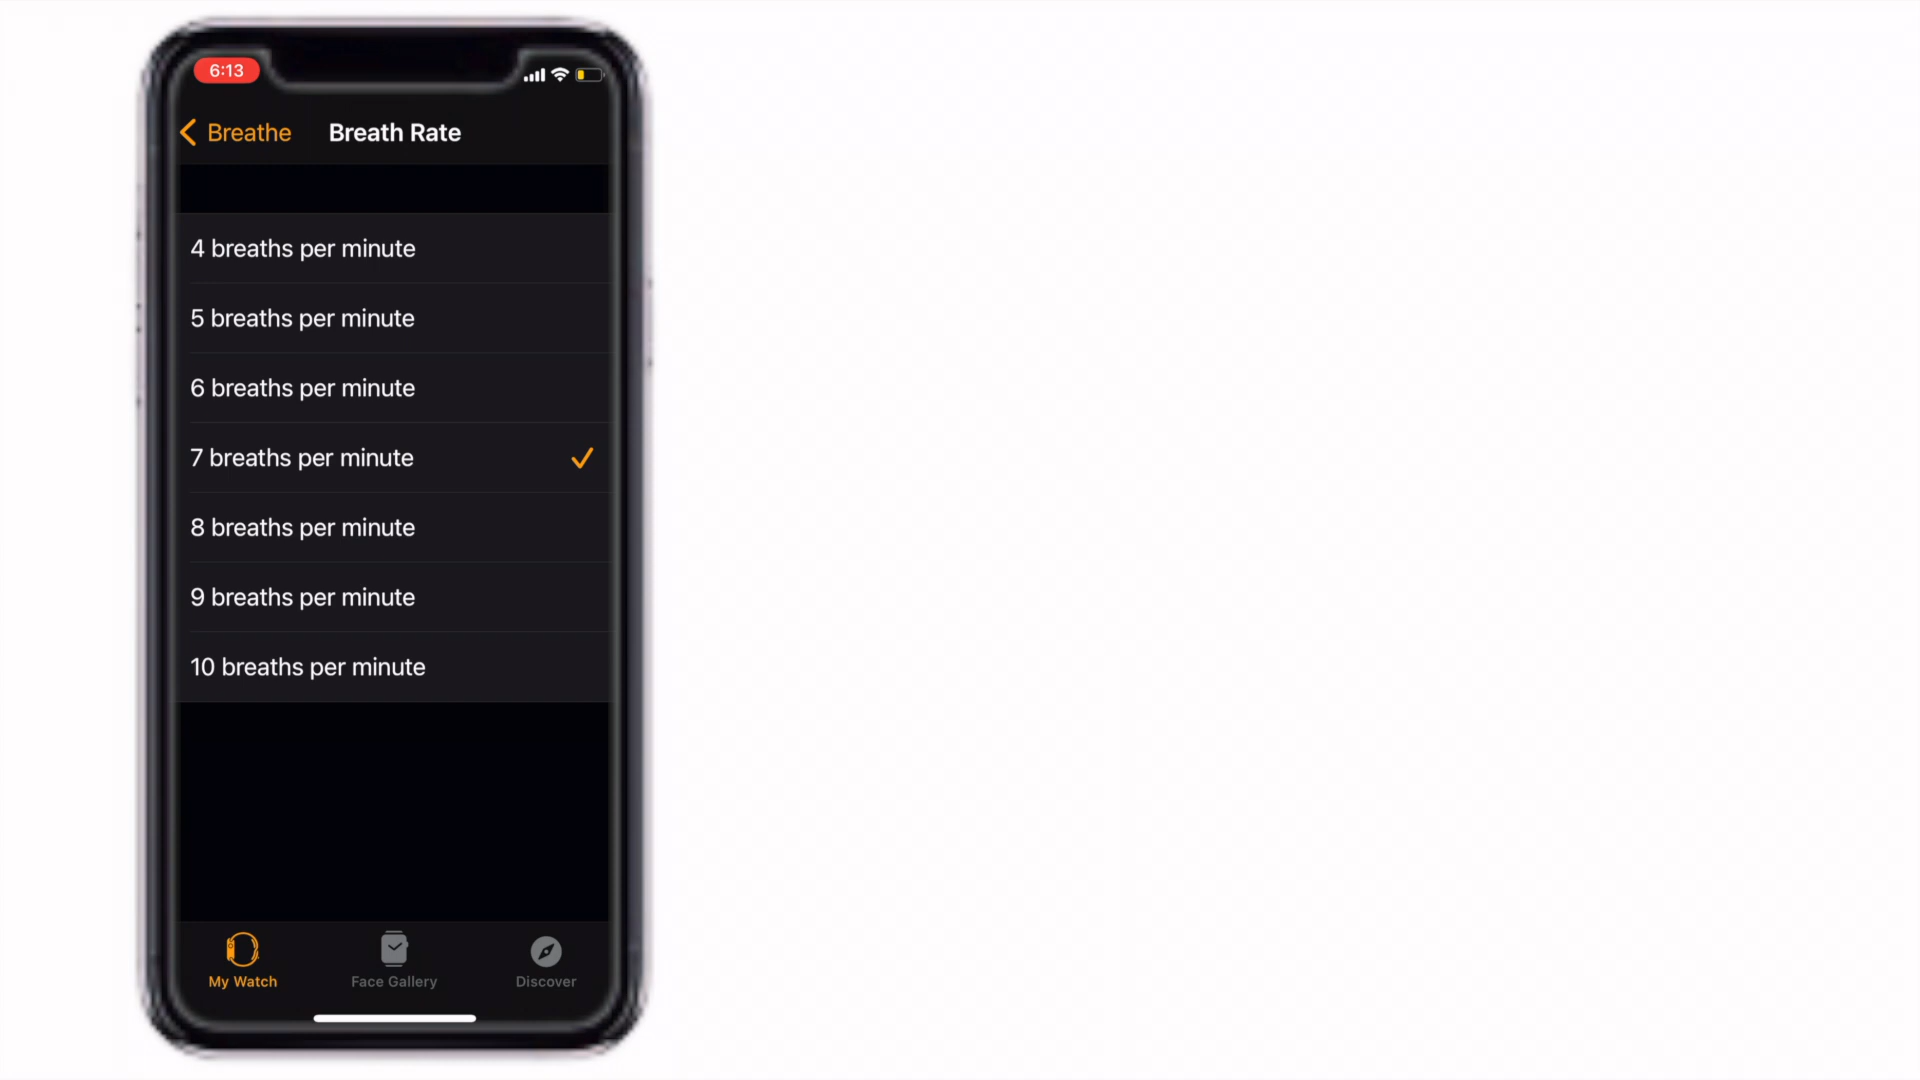 6:13
Breathe
Breath Rate
4 breaths per minute
5 breaths per minute
6 breaths per minute
7 breaths per minute
8 breaths per minute
9 breaths per minute
10 breaths per minute
My Watch
Face Gallery
Discover